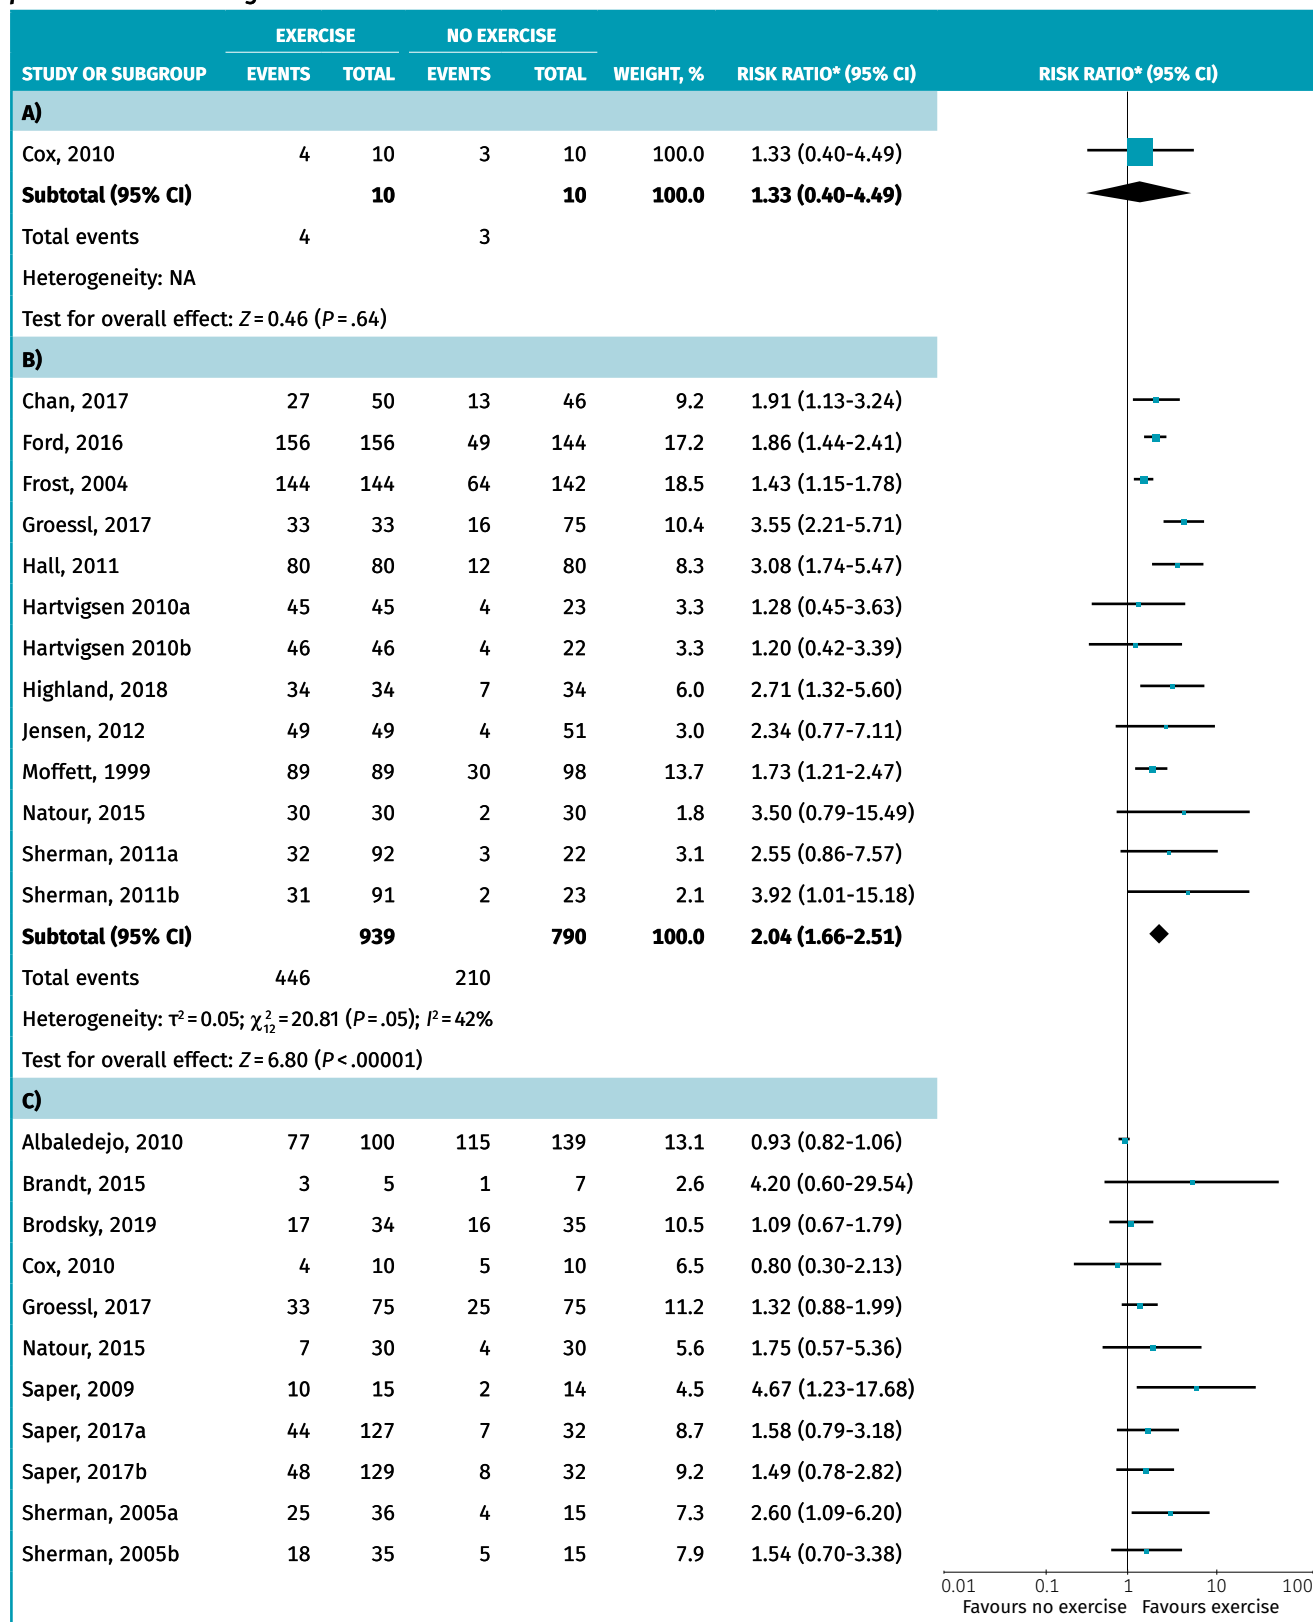 EXERCISE NO EXERCISE
STUDY OR SUBGROUP EVENTS TOTAL EVENTS TOTAL WEIGHT, % RISK RATIO* (95% CI) RISK RATIO* (95% CI)
A)
Cox, 2010 4 10 3 10 100.0 1.33 (0.40-4.49)
Subtotal (95% CI) 10 10 100.0 1.33 (0.40-4.49)
Total events 4 3
Heterogeneity: NA
Test for overall effect: Z = 0.46 (P = .64)
B)
Chan, 2017 27 50 13 46 9.2 1.91 (1.13-3.24)
Ford, 2016 156 156 49 144 17.2 1.86 (1.44-2.41)
Frost, 2004 144 144 64 142 18.5 1.43 (1.15-1.78)
Groessl, 2017 33 33 16 75 10.4 3.55 (2.21-5.71)
Hall, 2011 80 80 12 80 8.3 3.08 (1.74-5.47)
Hartvigsen 2010a 45 45 4 23 3.3 1.28 (0.45-3.63)
Hartvigsen 2010b 46 46 4 22 3.3 1.20 (0.42-3.39)
Highland, 2018 34 34 7 34 6.0 2.71 (1.32-5.60)
Jensen, 2012 49 49 4 51 3.0 2.34 (0.77-7.11)
Moffett, 1999 89 89 30 98 13.7 1.73 (1.21-2.47)
Natour, 2015 30 30 2 30 1.8 3.50 (0.79-15.49)
Sherman, 2011a 32 92 3 22 3.1 2.55 (0.86-7.57)
Sherman, 2011b 31 91 2 23 2.1 3.92 (1.01-15.18)
Subtotal (95% CI) 939 790 100.0 2.04 (1.66-2.51)
Total events 446 210
Heterogeneity: τ² = 0.05; χ²₁₂ = 20.81 (P = .05); I² = 42%
Test for overall effect: Z = 6.80 (P < .00001)
C)
Albaledejo, 2010 77 100 115 139 13.1 0.93 (0.82-1.06)
Brandt, 2015 3 5 1 7 2.6 4.20 (0.60-29.54)
Brodsky, 2019 17 34 16 35 10.5 1.09 (0.67-1.79)
Cox, 2010 4 10 5 10 6.5 0.80 (0.30-2.13)
Groessl, 2017 33 75 25 75 11.2 1.32 (0.88-1.99)
Natour, 2015 7 30 4 30 5.6 1.75 (0.57-5.36)
Saper, 2009 10 15 2 14 4.5 4.67 (1.23-17.68)
Saper, 2017a 44 127 7 32 8.7 1.58 (0.79-3.18)
Saper, 2017b 48 129 8 32 9.2 1.49 (0.78-2.82)
Sherman, 2005a 25 36 4 15 7.3 2.60 (1.09-6.20)
Sherman, 2005b 18 35 5 15 7.9 1.54 (0.70-3.38)
0.01 0.1 1 10 100
Favours no exercise Favours exercise